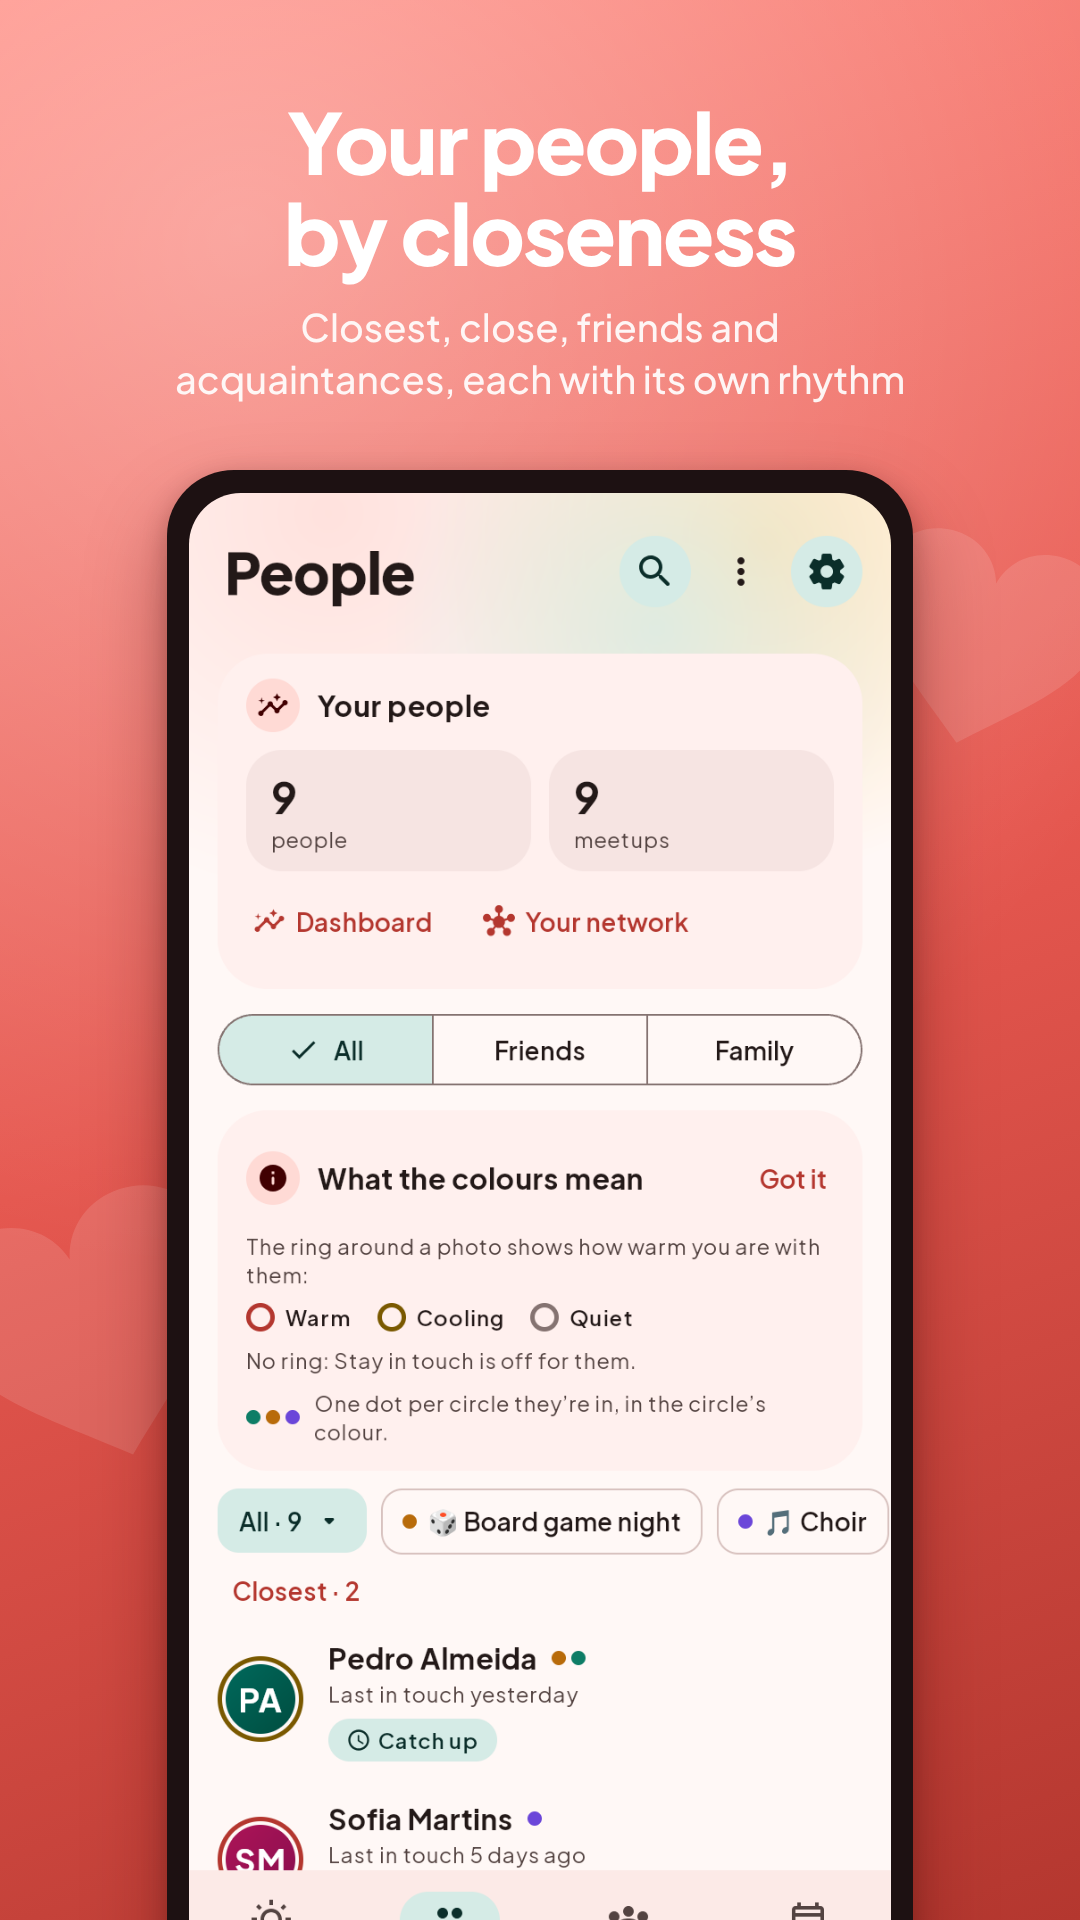 Your people,
by closeness
Closest, close, friends and
acquaintances, each with its own rhythm
People
Your people
9
people
9
meetups
Dashboard
Your network
All
Friends
Family
What the colours mean
Got it
The ring around a photo shows how warm you are with
them:
Warm
Cooling
Quiet
No ring: Stay in touch is off for them.
One dot per circle they’re in, in the circle’s
colour.
All · 9
Board game night
Choir
Closest · 2
PA
Pedro Almeida
Last in touch yesterday
Catch up
SM
Sofia Martins
Last in touch 5 days ago